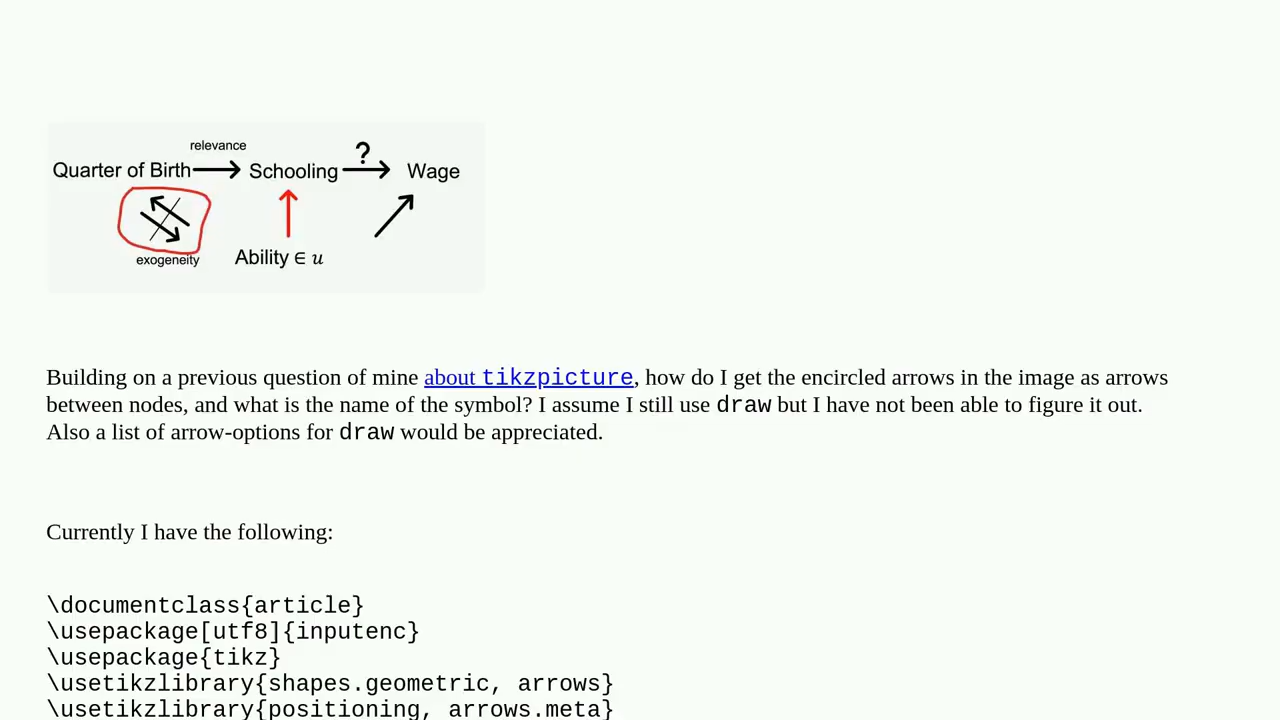 relevance
?
Quarter of Birth Schooling Wage
exogeneity
Ability ∈ u
Building on a previous question of mine about tikzpicture, how do I get the encircled arrows in the image as arrows
between nodes, and what is the name of the symbol? I assume I still use draw but I have not been able to figure it out.
Also a list of arrow-options for draw would be appreciated.
Currently I have the following:
\documentclass{article}
\usepackage[utf8]{inputenc}
\usepackage{tikz}
\usetikzlibrary{shapes.geometric, arrows}
\usetikzlibrary{positioning, arrows.meta}